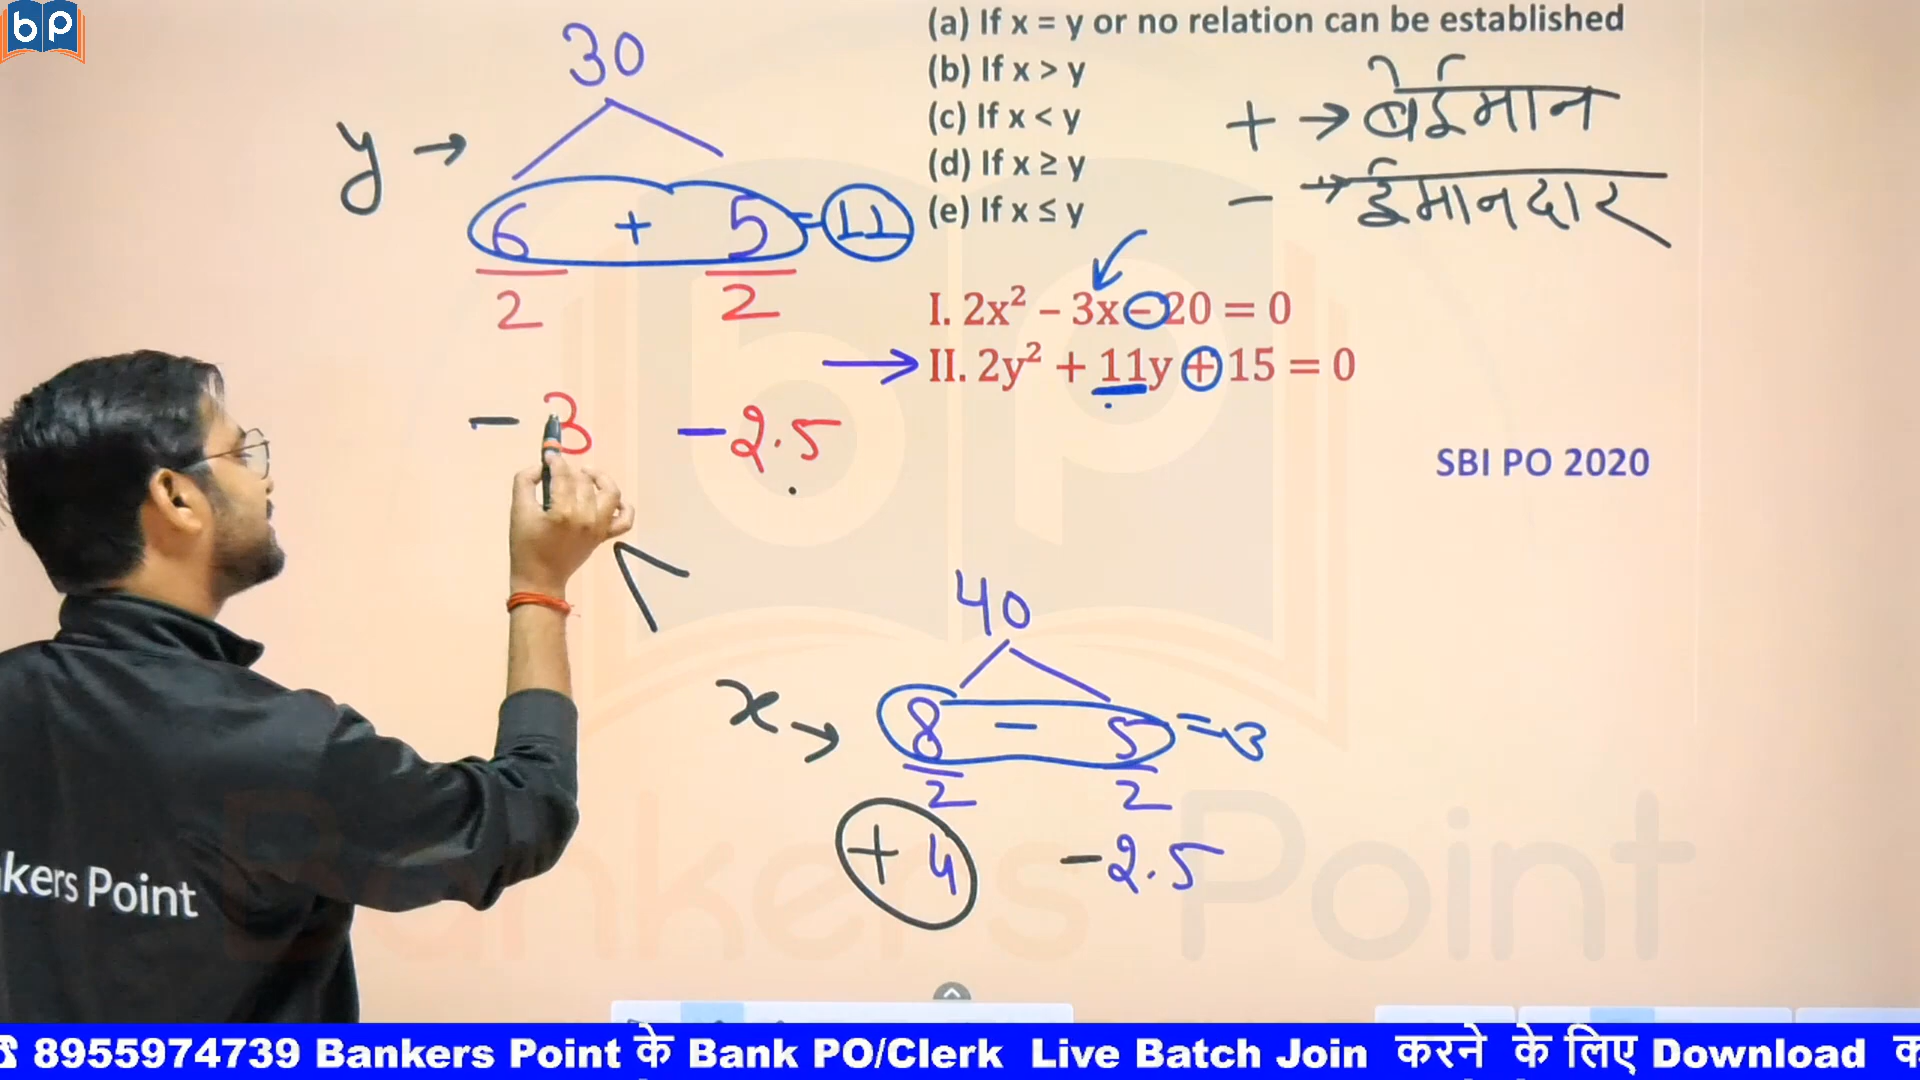 bp
30
y →
6 + 5 = 11
2 2
- 3 - 2.5
(a) If x = y or no relation can be established
(b) If x > y
(c) If x < y
(d) If x ≥ y
(e) If x ≤ y
+ → बेईमान
- → ईमानदार
I. 2x² − 3x − 20 = 0
II. 2y² + 11y + 15 = 0
SBI PO 2020
40
x →
8 - 5 = 3
2 2
+ 4 - 2.5
kers Point
Bankers Point
8955974739 Bankers Point के Bank PO/Clerk Live Batch Join करने के लिए Download